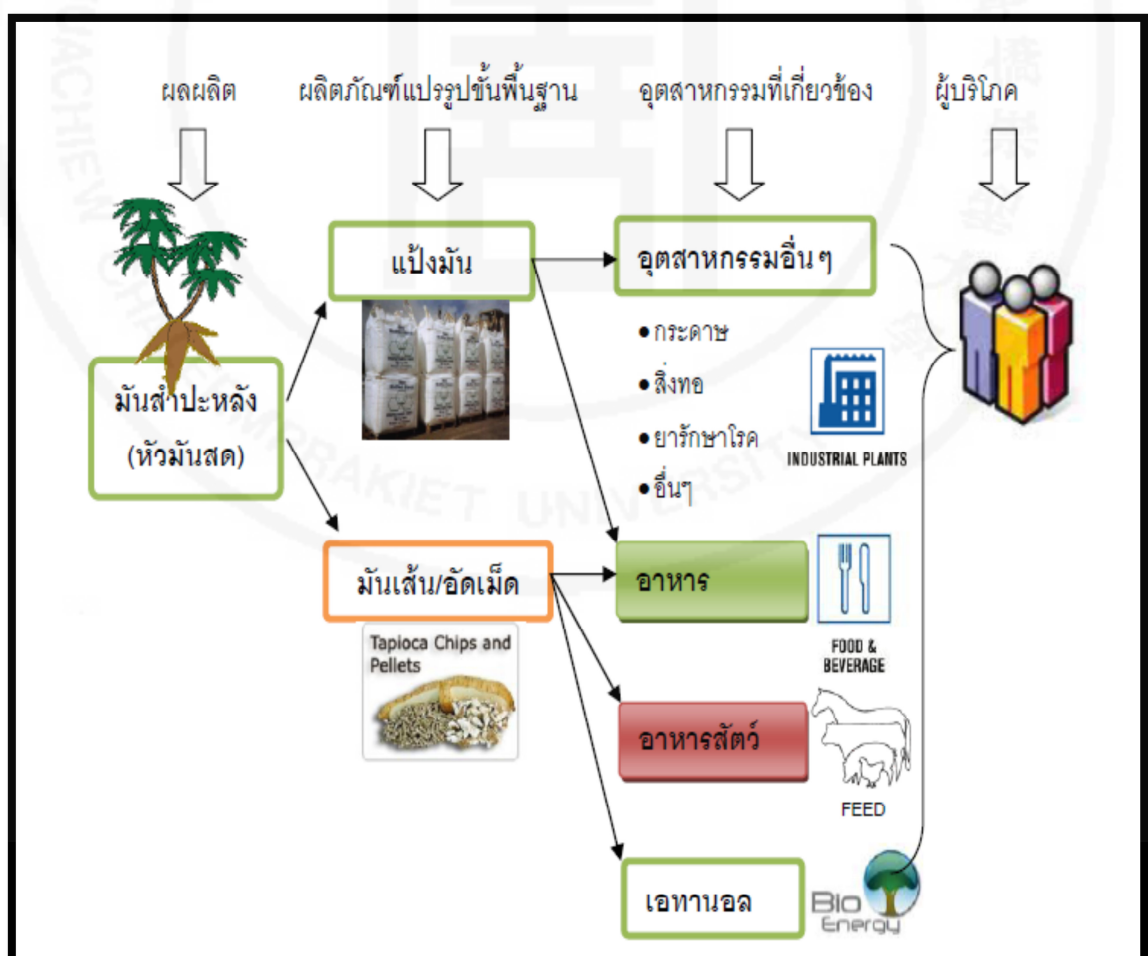 ผลผลิต
ผลิตภัณฑ์แปรรูปขั้นพื้นฐาน
อุตสาหกรรมที่เกี่ยวข้อง
ผู้บริโภค
มันสำปะหลัง
(หัวมันสด)
แป้งมัน
มันเส้น/อัดเม็ด
Tapioca Chips and
Pellets
อุตสาหกรรมอื่นๆ
•กระดาษ
•สิ่งทอ
•ยารักษาโรค
•อื่นๆ
INDUSTRIAL PLANTS
อาหาร
FOOD &
BEVERAGE
อาหารสัตว์
FEED
เอทานอล
Bio
Energy